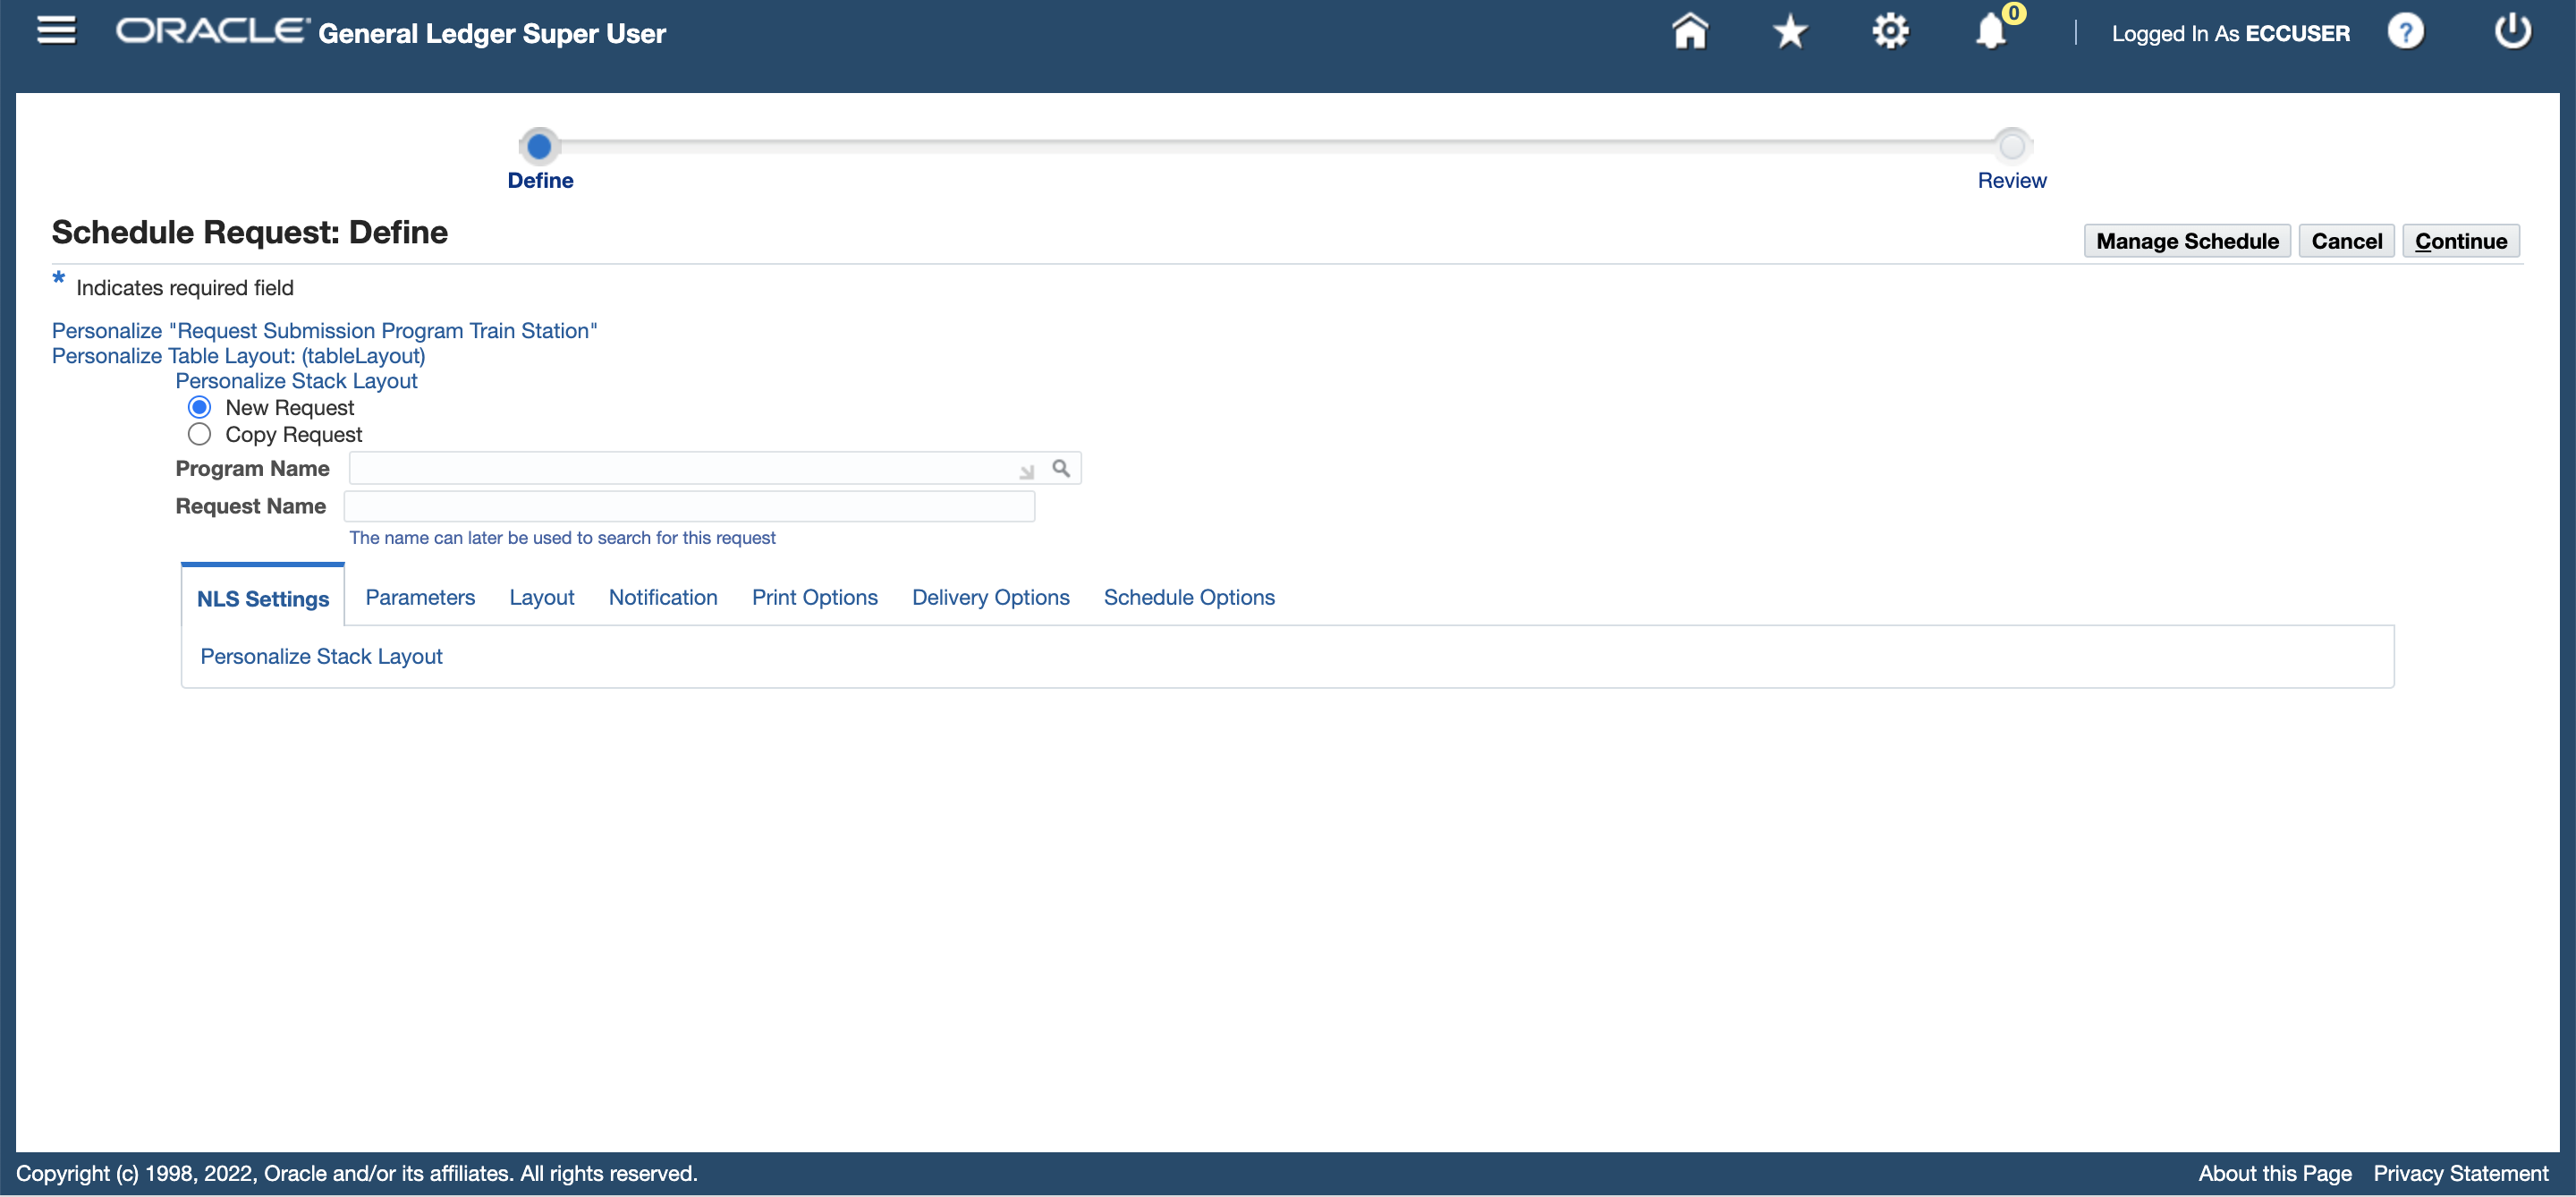 ORACLE General Ledger Super User
0
Logged In As ECCUSER
?
Define
Review
Schedule Request: Define
Manage Schedule
Cancel
Continue
* Indicates required field
Personalize "Request Submission Program Train Station"
Personalize Table Layout: (tableLayout)
Personalize Stack Layout
New Request
Copy Request
Program Name
Request Name
The name can later be used to search for this request
NLS Settings Parameters Layout Notification Print Options Delivery Options Schedule Options
Personalize Stack Layout
Copyright (c) 1998, 2022, Oracle and/or its affiliates. All rights reserved.
About this Page Privacy Statement